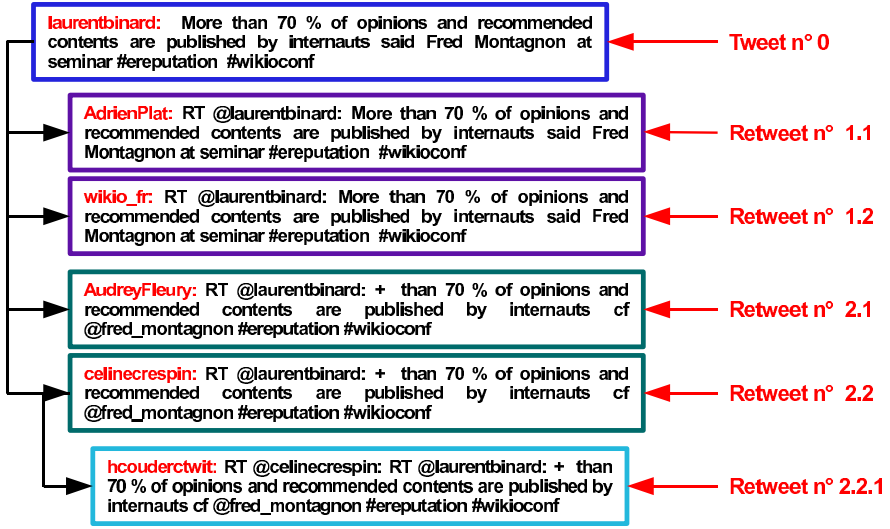 laurentbinard: More than 70 % of opinions and recommended
contents are published by internauts said Fred Montagnon at
seminar #ereputation #wikioconf
Tweet n° 0
AdrienPlat: RT @laurentbinard: More than 70 % of opinions and
recommended contents are published by internauts said Fred
Montagnon at seminar #ereputation #wikioconf
Retweet n° 1.1
wikio_fr: RT @laurentbinard: More than 70 % of opinions and
recommended contents are published by internauts said Fred
Montagnon at seminar #ereputation #wikioconf
Retweet n° 1.2
AudreyFleury: RT @laurentbinard: + than 70 % of opinions and
recommended contents are published by internauts cf
@fred_montagnon #ereputation #wikioconf
Retweet n° 2.1
celinecrespin: RT @laurentbinard: + than 70 % of opinions and
recommended contents are published by internauts cf
@fred_montagnon #ereputation #wikioconf
Retweet n° 2.2
hcouderctwit: RT @celinecrespin: RT @laurentbinard: + than
70 % of opinions and recommended contents are published by
internauts cf @fred_montagnon #ereputation #wikioconf
Retweet n° 2.2.1